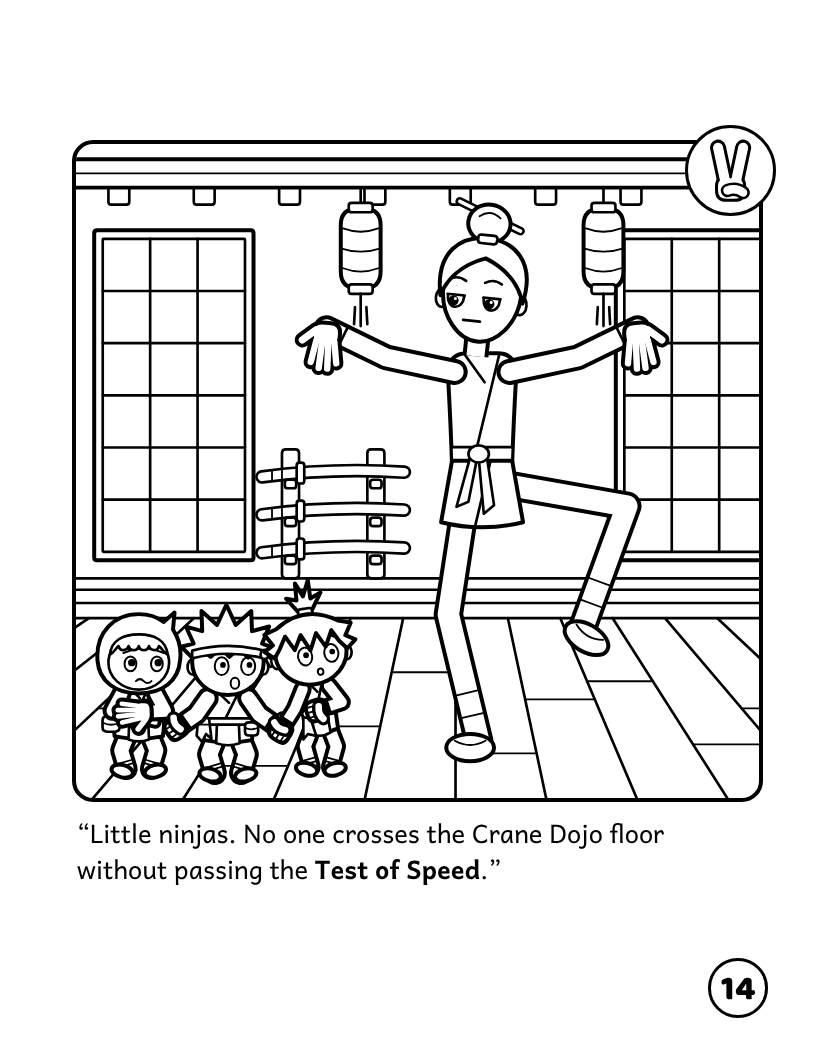 “Little ninjas. No one crosses the Crane Dojo floor
without passing the Test of Speed.”
14